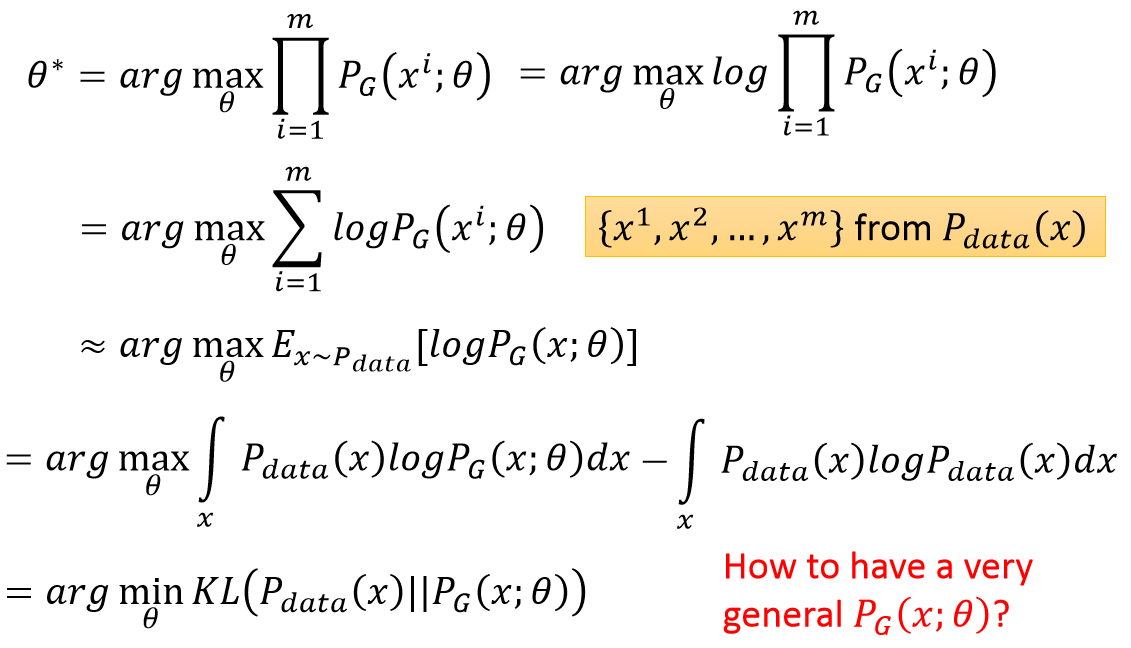 θ* = arg max_θ ∏_{i=1}^{m} P_G(x^i; θ) = arg max_θ log ∏_{i=1}^{m} P_G(x^i; θ)
= arg max_θ ∑_{i=1}^{m} logP_G(x^i; θ) {x^1, x^2, …, x^m} from P_data(x)
≈ arg max_θ E_{x~P_data}[logP_G(x; θ)]
= arg max_θ ∫_x P_data(x)logP_G(x; θ)dx − ∫_x P_data(x)logP_data(x)dx
= arg min_θ KL(P_data(x)||P_G(x; θ))
How to have a very
general P_G(x; θ)?